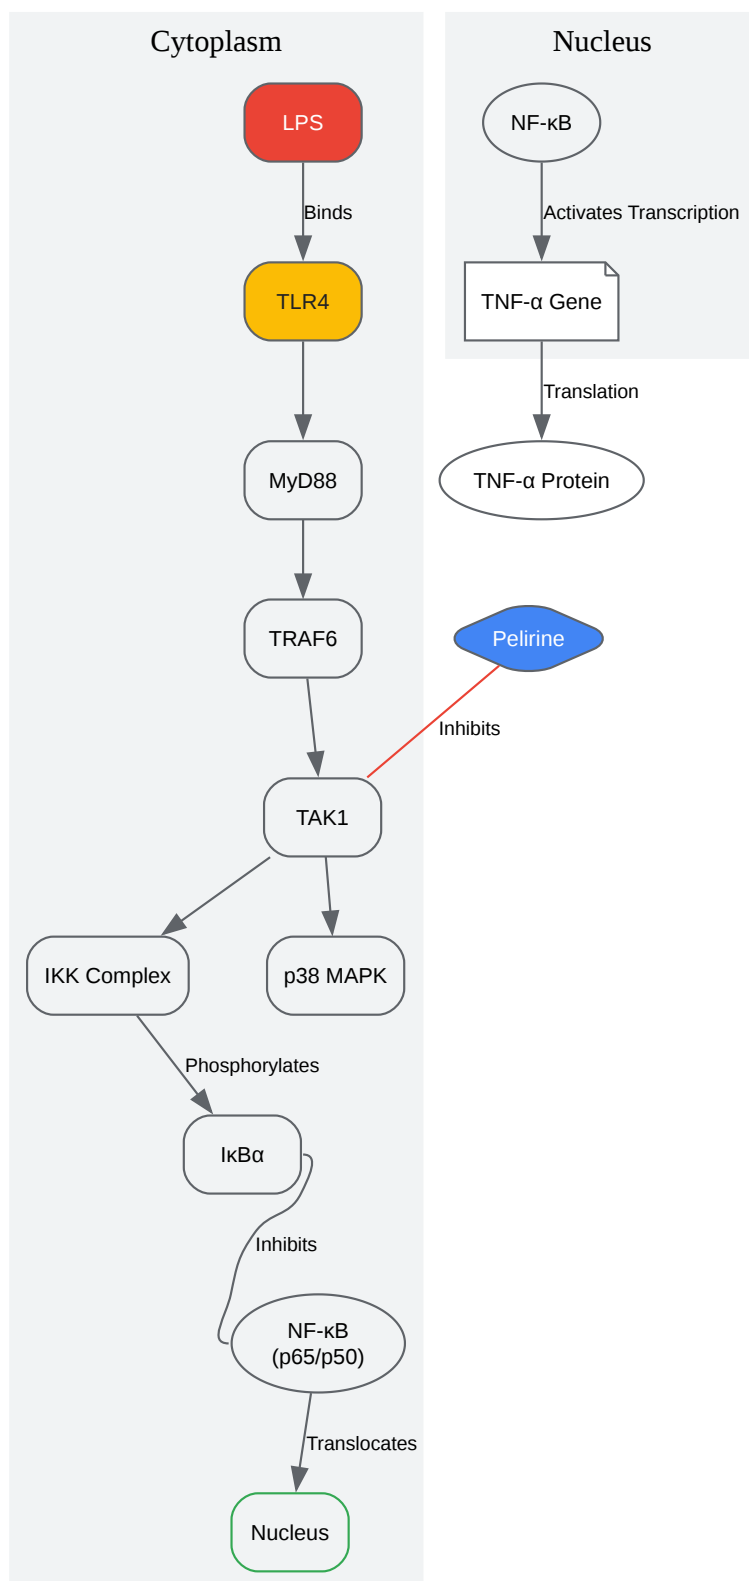 Cytoplasm
LPS
Binds
TLR4
MyD88
TRAF6
TAK1
IKK Complex
p38 MAPK
Phosphorylates
IκBα
Inhibits
NF-κB
(p65/p50)
Translocates
Nucleus
Nucleus
NF-κB
Activates Transcription
TNF-α Gene
Translation
TNF-α Protein
Pelirine
Inhibits